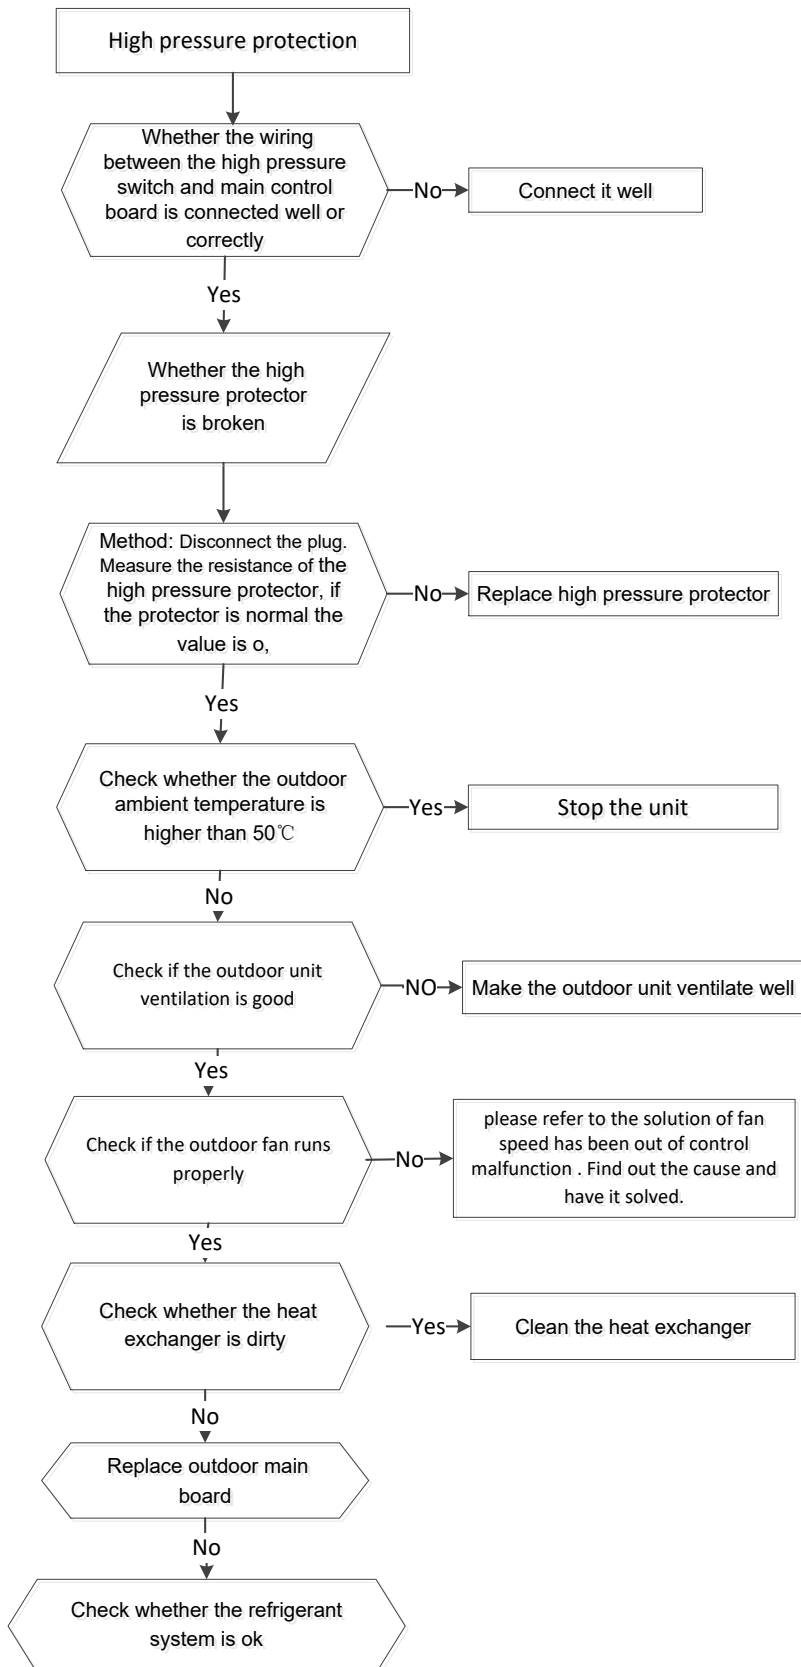 High pressure protection
Whether the wiring
between the high pressure
switch and main control
board is connected well or
correctly
No
Connect it well
Yes
Whether the high
pressure protector
is broken
Method: Disconnect the plug.
Measure the resistance of the
high pressure protector, if
the protector is normal the
value is o,
No
Replace high pressure protector
Yes
Check whether the outdoor
ambient temperature is
higher than 50℃
Yes
Stop the unit
No
Check if the outdoor unit
ventilation is good
NO
Make the outdoor unit ventilate well
Yes
Check if the outdoor fan runs
properly
No
please refer to the solution of fan
speed has been out of control
malfunction . Find out the cause and
have it solved.
Yes
Check whether the heat
exchanger is dirty
Yes
Clean the heat exchanger
No
Replace outdoor main
board
No
Check whether the refrigerant
system is ok